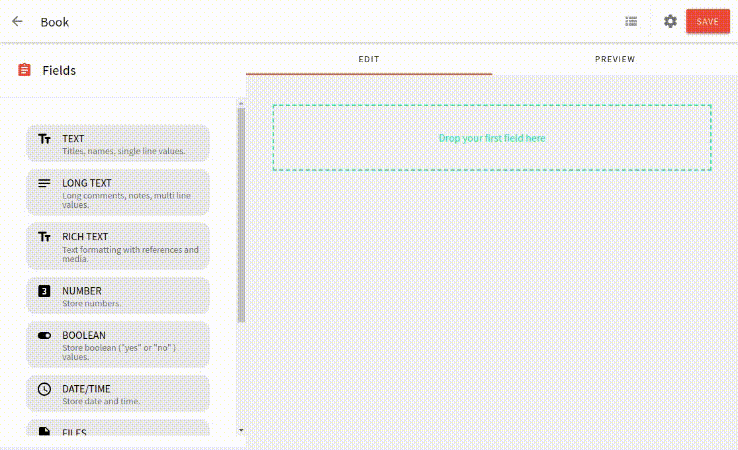 Book
SAVE
Fields
EDIT
PREVIEW
TEXT
Titles, names, single line values.
LONG TEXT
Long comments, notes, multi line
values.
RICH TEXT
Text formatting with references and
media.
NUMBER
Store numbers.
BOOLEAN
Store boolean ("yes" or "no" )
values.
DATE/TIME
Store date and time.
FILES
Drop your first field here